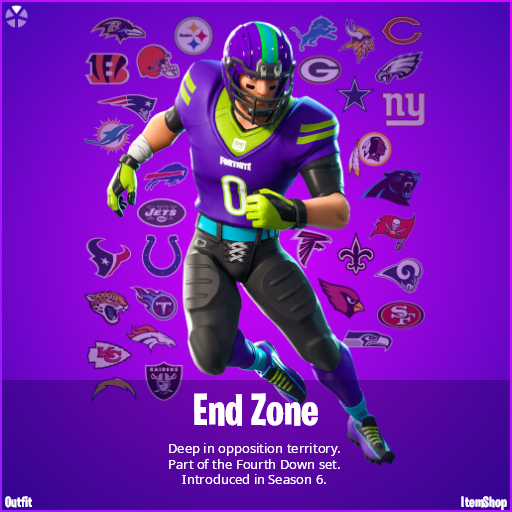 ny
FORTNITE
0
JETS
RAIDERS
SF
End Zone
Deep in opposition territory.
Part of the Fourth Down set.
Introduced in Season 6.
Outfit
ItemShop